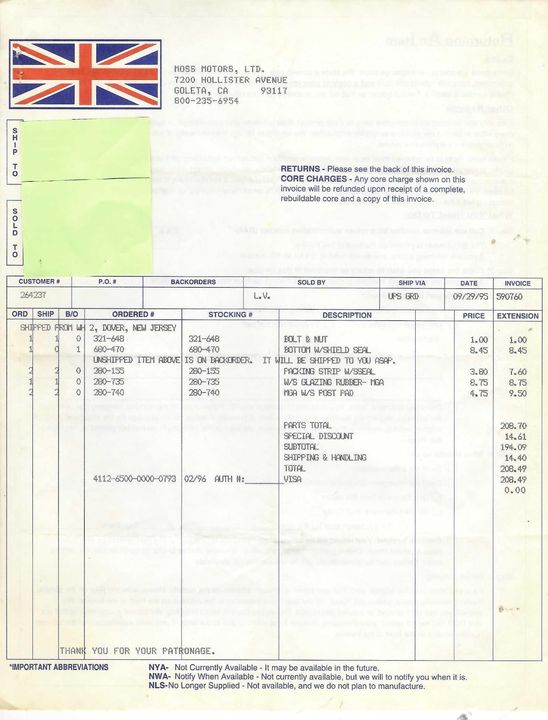 MOSS MOTORS, LTD.
7200 HOLLISTER AVENUE
GOLETA, CA 93117
800-235-6954
SHIP TO
RETURNS - Please see the back of this invoice.
CORE CHARGES - Any core charge shown on this
invoice will be refunded upon receipt of a complete,
rebuildable core and a copy of this invoice.
SOLD TO
CUSTOMER # P.O. # BACKORDERS SOLD BY SHIP VIA DATE INVOICE
264237 L.V. UPS GRD 09/29/95 590760
ORD SHIP B/O ORDERED # STOCKING # DESCRIPTION PRICE EXTENSION
SHIPPED FROM WH 2, DOVER, NEW JERSEY
1 1 0 321-648 321-648 BOLT & NUT 1.00 1.00
1 0 1 680-470 680-470 BOTTOM W/SHIELD SEAL 8.45 8.45
UNSHIPPED ITEM ABOVE IS ON BACKORDER. IT WILL BE SHIPPED TO YOU ASAP.
2 2 0 280-155 280-155 PACKING STRIP W/SSEAL 3.80 7.60
1 1 0 280-735 280-735 W/S GLAZING RUBBER- MGA 8.75 8.75
2 2 0 280-740 280-740 MGA W/S POST PAD 4.75 9.50
PARTS TOTAL 208.70
SPECIAL DISCOUNT 14.61
SUBTOTAL 194.09
SHIPPING & HANDLING 14.40
TOTAL 208.49
4112-6500-0000-0793 02/96 AUTH #:_______ VISA 208.49
0.00
THANK YOU FOR YOUR PATRONAGE.
*IMPORTANT ABBREVIATIONS NYA- Not Currently Available - It may be available in the future.
NWA- Notify When Available - Not currently available, but we will to notify you when it is.
NLS-No Longer Supplied - Not available, and we do not plan to manufacture.